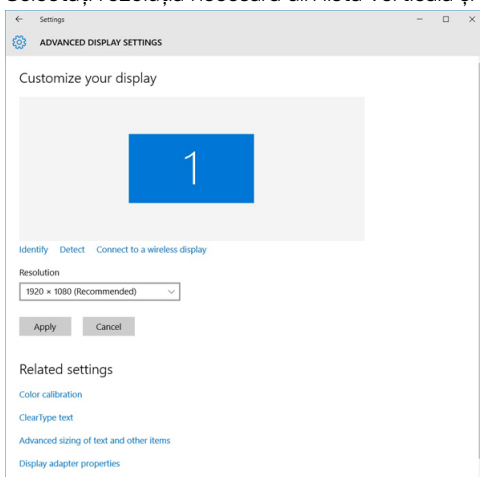 Settings
ADVANCED DISPLAY SETTINGS
Customize your display
1
Identify Detect Connect to a wireless display
Resolution
1920 × 1080 (Recommended)
Apply Cancel
Related settings
Color calibration
ClearType text
Advanced sizing of text and other items
Display adapter properties